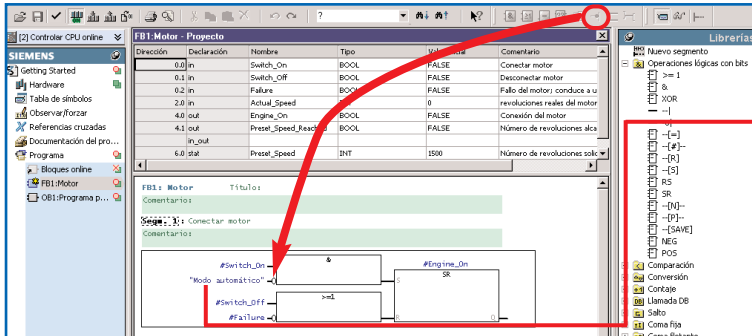 ?
[2] Controlar CPU online
SIEMENS
Getting Started
Hardware
Tabla de símbolos
Observar/forzar
Referencias cruzadas
Documentación del pro...
Programa
Bloques online
FB1:Motor
OB1:Programa p...
FB1:Motor - Proyecto
Dirección Declaración Nombre Tipo Comentario
0.0 in Switch_On BOOL FALSE Conectar motor
0.1 in Switch_Off BOOL FALSE Desconectar motor
0.2 in Failure BOOL FALSE Fallo del motor; conduce a u
2.0 in Actual_Speed 0 revoluciones reales del motor
4.0 out Engine_On BOOL FALSE Conexión del motor
4.1 out BOOL FALSE Número de revoluciones alca
in_out
6.0 stat Preset_Speed INT 1500 Número de revoluciones solic
FB1: Motor Título:
Comentario:
Segm. 1: Conectar motor
Comentario:
#Switch_On
&
"Modo automático"
#Engine_On
SR
S
#Switch_Off
>=1
#Failure
R Q
Librerías
Nuevo segmento
Operaciones lógicas con bits
>= 1
&
XOR
--|
--[=]
--[#]--
--[R]
--[S]
RS
SR
--[N]--
--[P]--
--[SAVE]
NEG
POS
Comparación
Conversión
Contaje
DB Llamada DB
Salto
Coma fija
Coma flotante